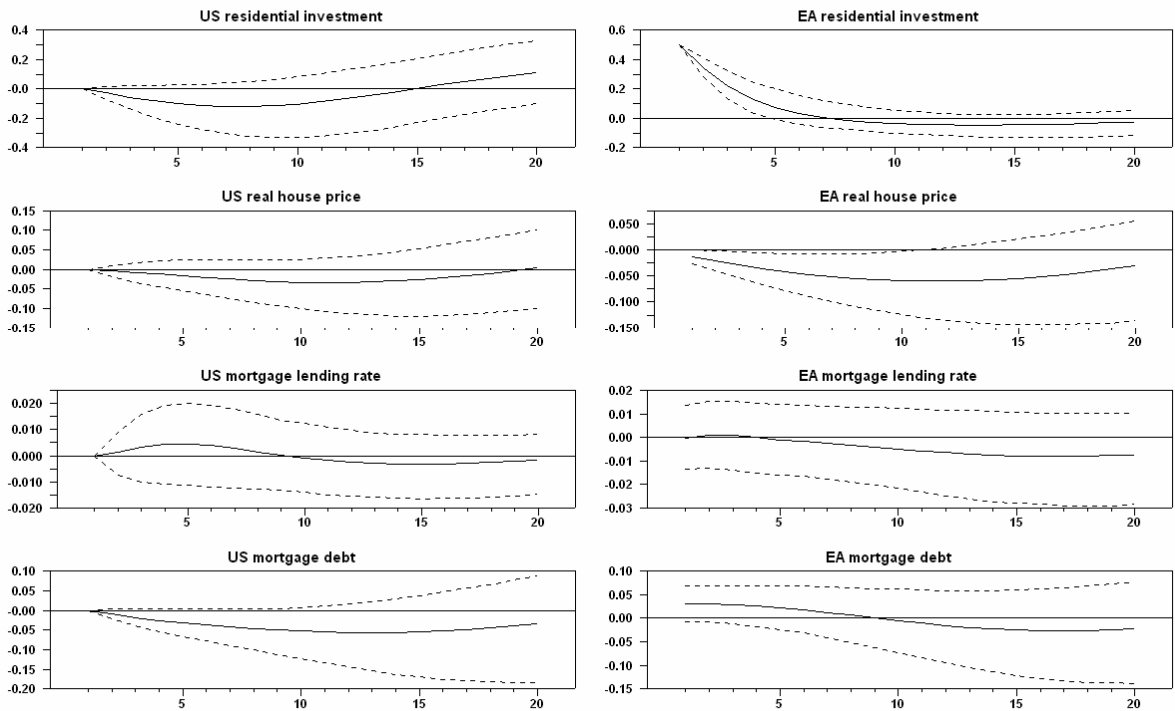 US residential investment
0.4
0.2
-0.0
-0.2
-0.4
5 10 15 20
EA residential investment
0.6
0.4
0.2
0.0
-0.2
5 10 15 20
US real house price
0.15
0.10
0.05
0.00
-0.05
-0.10
-0.15
5 10 15 20
EA real house price
0.050
-0.000
-0.050
-0.100
-0.150
5 10 15 20
US mortgage lending rate
0.020
0.010
0.000
-0.010
-0.020
5 10 15 20
EA mortgage lending rate
0.02
0.01
0.00
-0.01
-0.02
-0.03
5 10 15 20
US mortgage debt
0.10
0.05
-0.00
-0.05
-0.10
-0.15
-0.20
5 10 15 20
EA mortgage debt
0.10
0.05
0.00
-0.05
-0.10
-0.15
5 10 15 20